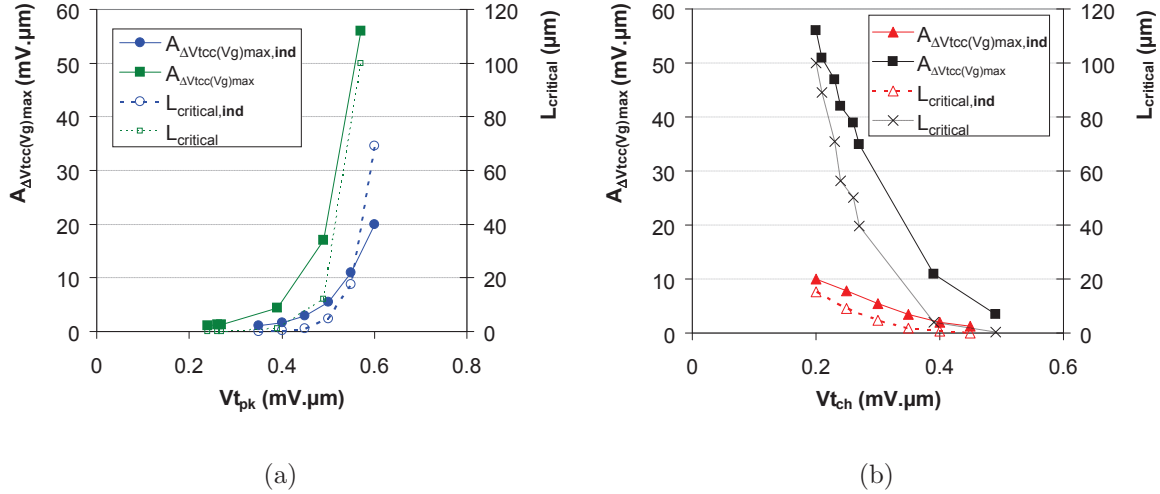 A_ΔVtcc(Vg)max (mV.µm)
60
50
40
30
20
10
0
A_ΔVtcc(Vg)max,ind
A_ΔVtcc(Vg)max
L_critical,ind
L_critical
120
100
80
60
40
20
0
L_critical (µm)
0 0.2 0.4 0.6 0.8
Vt_pk (mV.µm)
(a)
A_ΔVtcc(Vg)max (mV.µm)
60
50
40
30
20
10
0
A_ΔVtcc(Vg)max,ind
A_ΔVtcc(Vg)max
L_critical,ind
L_critical
120
100
80
60
40
20
0
L_critical (µm)
0 0.2 0.4 0.6
Vt_ch (mV.µm)
(b)